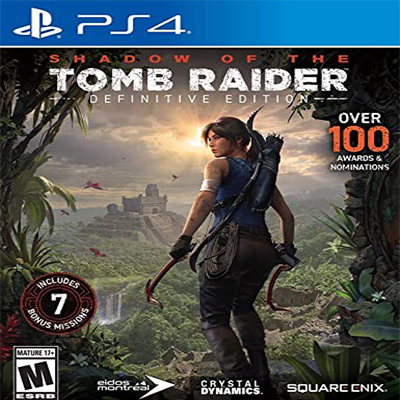 PS4
SHADOW OF THE
TOMB RAIDER
DEFINITIVE EDITION
OVER
100
AWARDS &
NOMINATIONS
INCLUDES
7
BONUS MISSIONS
MATURE 17+
M
ESRB
eidos
montréal
CRYSTAL
DYNAMICS.
SQUARE ENIX.